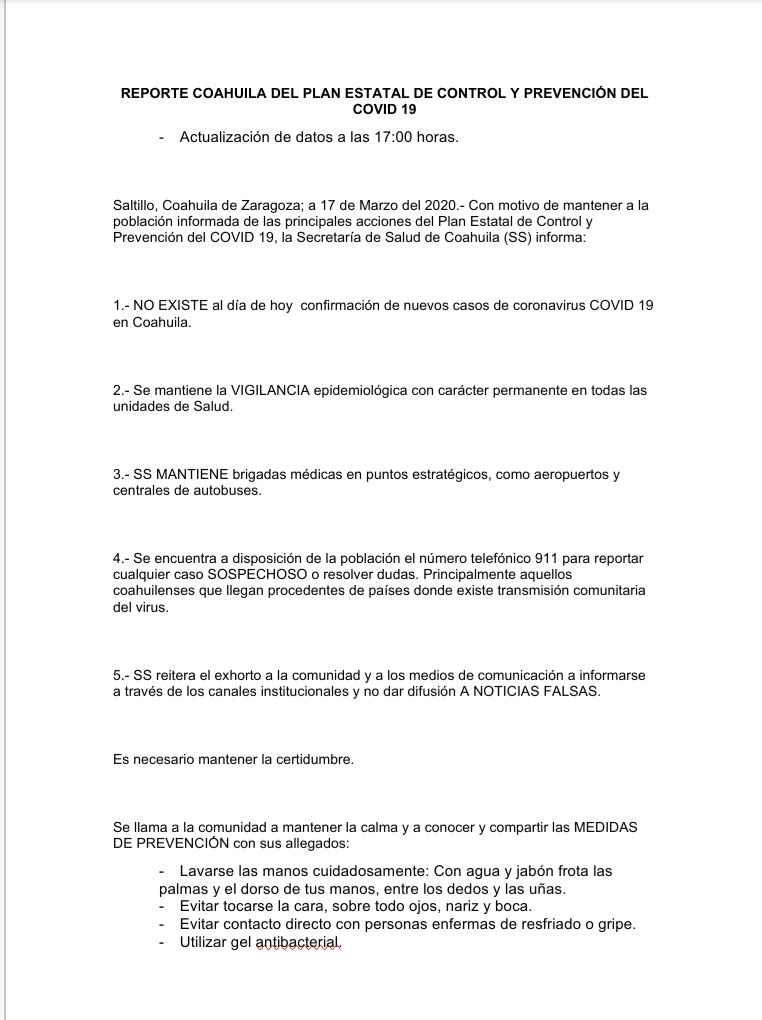 REPORTE COAHUILA DEL PLAN ESTATAL DE CONTROL Y PREVENCIÓN DEL
COVID 19
- Actualización de datos a las 17:00 horas.
Saltillo, Coahuila de Zaragoza; a 17 de Marzo del 2020.- Con motivo de mantener a la
población informada de las principales acciones del Plan Estatal de Control y
Prevención del COVID 19, la Secretaría de Salud de Coahuila (SS) informa:
1.- NO EXISTE al día de hoy  confirmación de nuevos casos de coronavirus COVID 19
en Coahuila.
2.- Se mantiene la VIGILANCIA epidemiológica con carácter permanente en todas las
unidades de Salud.
3.- SS MANTIENE brigadas médicas en puntos estratégicos, como aeropuertos y
centrales de autobuses.
4.- Se encuentra a disposición de la población el número telefónico 911 para reportar
cualquier caso SOSPECHOSO o resolver dudas. Principalmente aquellos
coahuilenses que llegan procedentes de países donde existe transmisión comunitaria
del virus.
5.- SS reitera el exhorto a la comunidad y a los medios de comunicación a informarse
a través de los canales institucionales y no dar difusión A NOTICIAS FALSAS.
Es necesario mantener la certidumbre.
Se llama a la comunidad a mantener la calma y a conocer y compartir las MEDIDAS
DE PREVENCIÓN con sus allegados:
- Lavarse las manos cuidadosamente: Con agua y jabón frota las
palmas y el dorso de tus manos, entre los dedos y las uñas.
- Evitar tocarse la cara, sobre todo ojos, nariz y boca.
- Evitar contacto directo con personas enfermas de resfriado o gripe.
- Utilizar gel antibacterial.